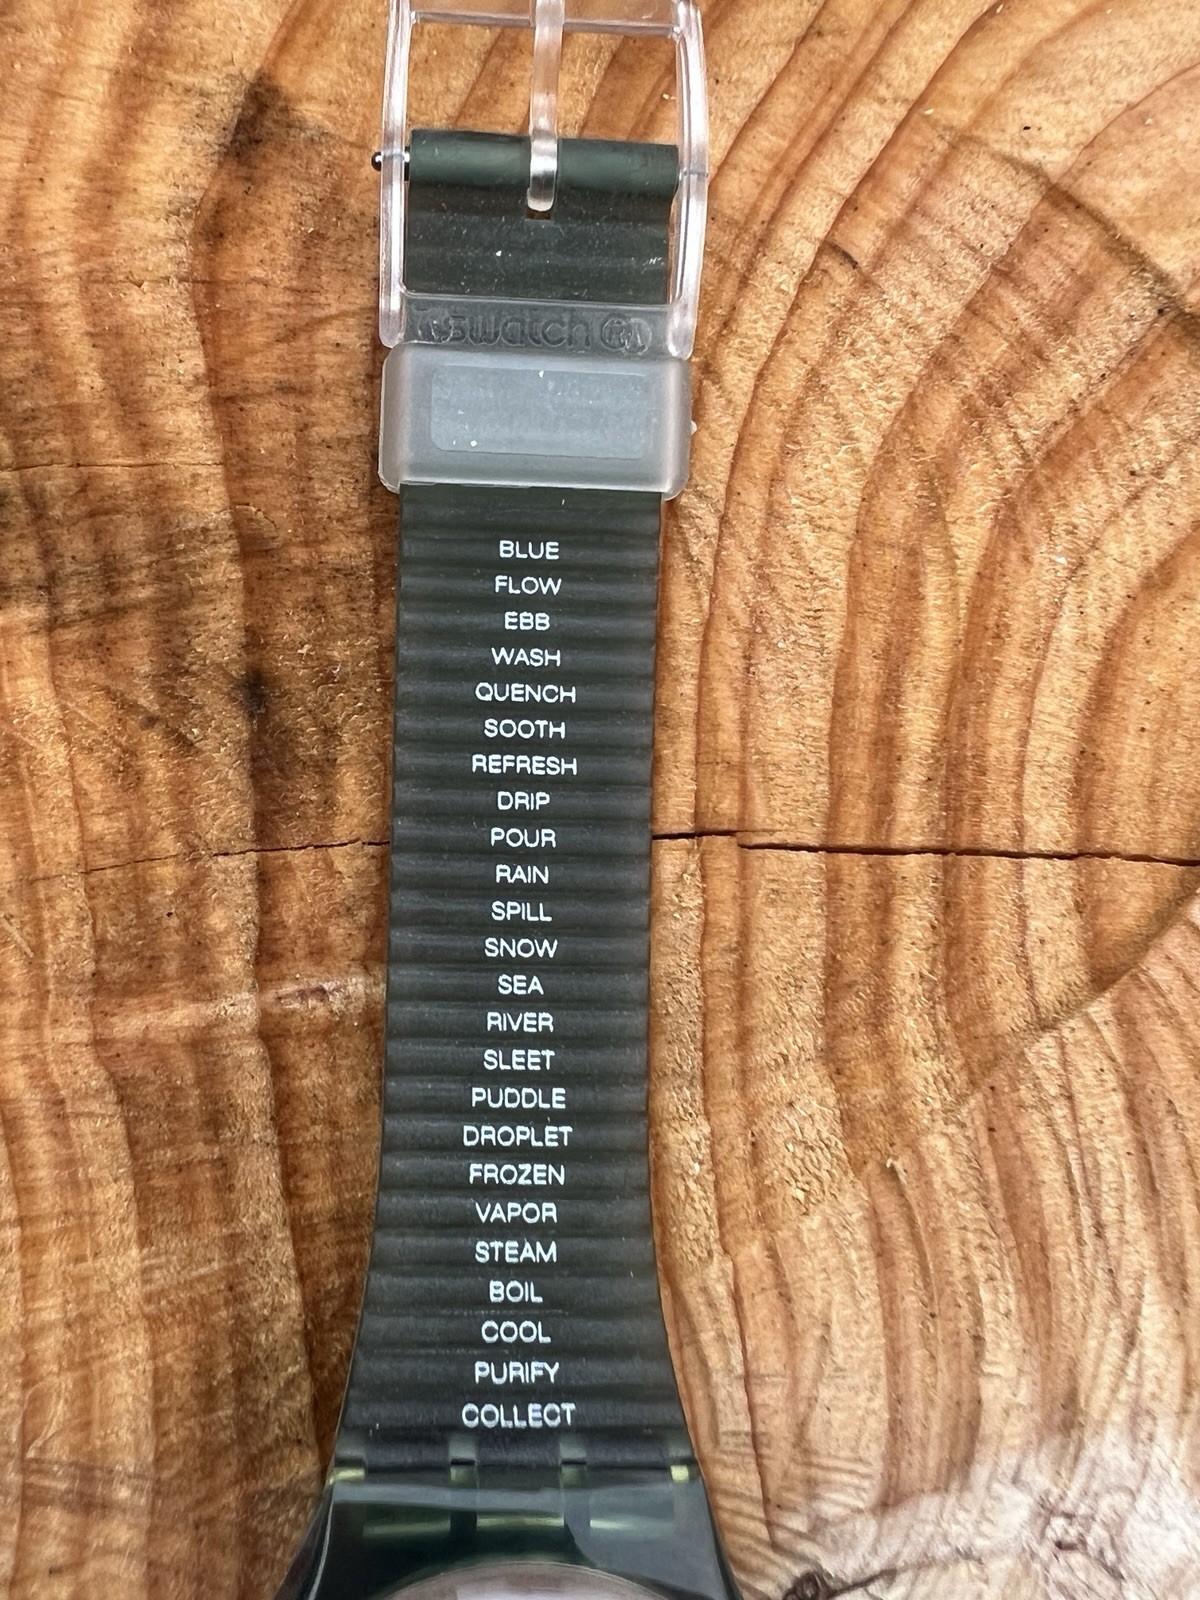 swatch
BLUE
FLOW
EBB
WASH
QUENCH
SOOTH
REFRESH
DRIP
POUR
RAIN
SPILL
SNOW
SEA
RIVER
SLEET
PUDDLE
DROPLET
FROZEN
VAPOR
STEAM
BOIL
COOL
PURIFY
COLLECT